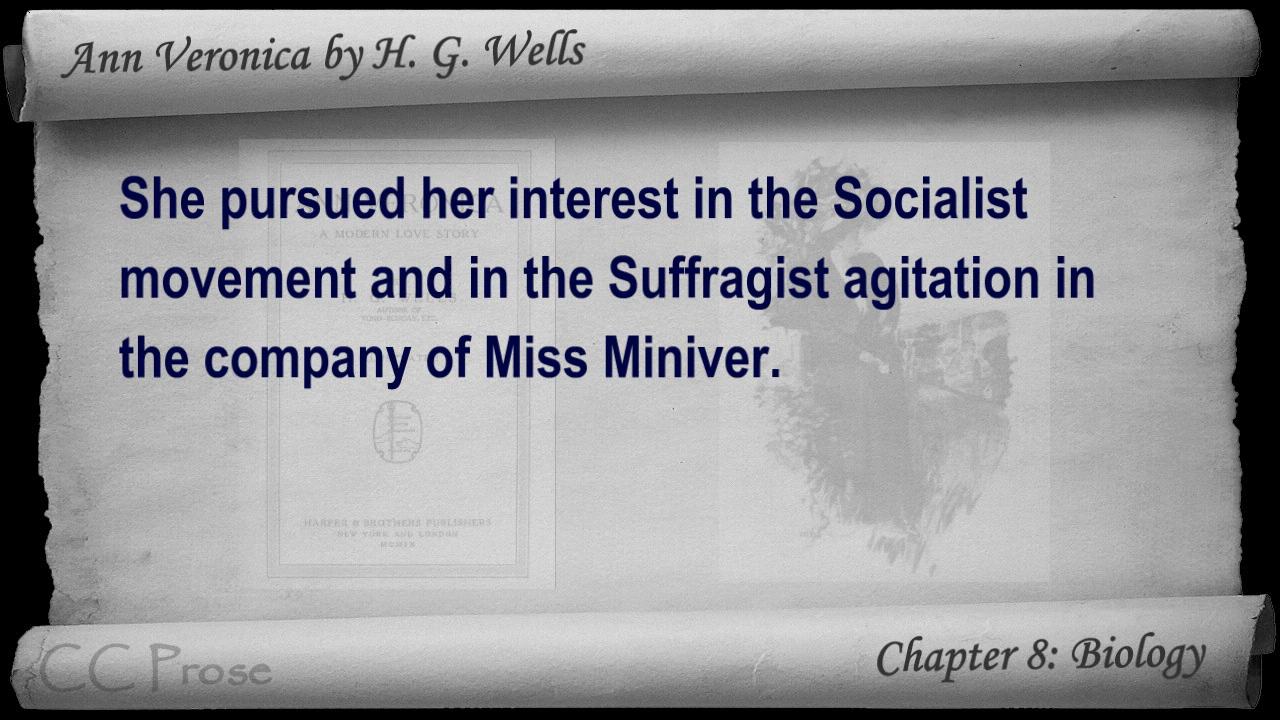 Ann Veronica by H. G. Wells
She pursued her interest in the Socialist
movement and in the Suffragist agitation in
the company of Miss Miniver.
A MODERN LOVE STORY
HARPER & BROTHERS PUBLISHERS
NEW YORK AND LONDON
MCMIX
CC Prose
Chapter 8: Biology